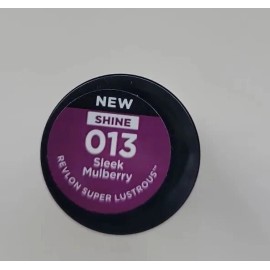 NEW
SHINE
013
Sleek
Mulberry
REVLON SUPER LUSTROUS™